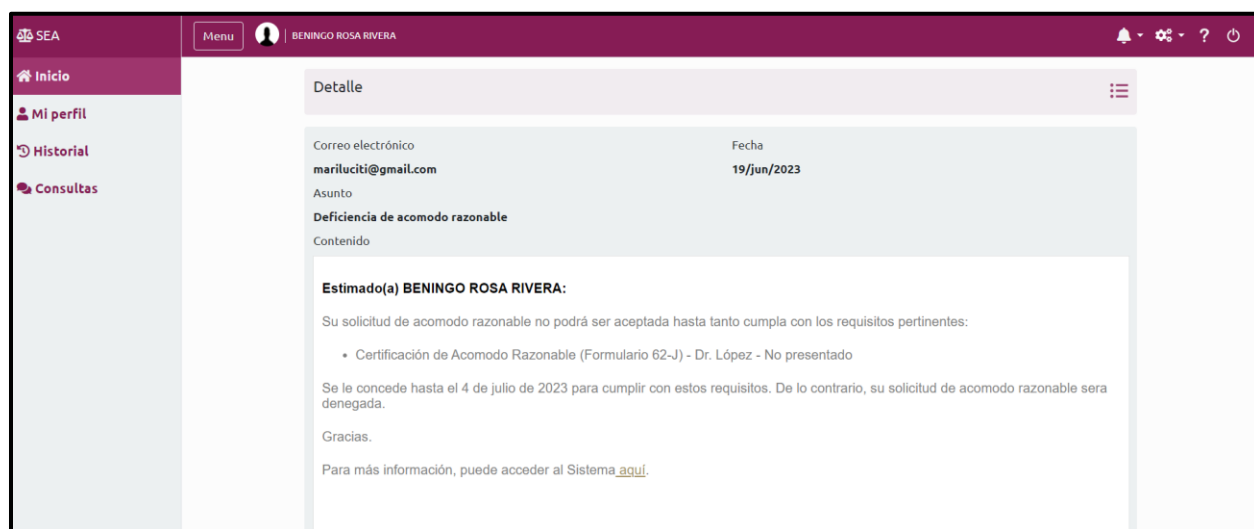 SEA
Menu
| BENINGO ROSA RIVERA
?
Inicio
Mi perfil
Historial
Consultas
Detalle
Correo electrónico
Fecha
mariluciti@gmail.com
19/jun/2023
Asunto
Deficiencia de acomodo razonable
Contenido
Estimado(a) BENINGO ROSA RIVERA:
Su solicitud de acomodo razonable no podrá ser aceptada hasta tanto cumpla con los requisitos pertinentes:
• Certificación de Acomodo Razonable (Formulario 62-J) - Dr. López - No presentado
Se le concede hasta el 4 de julio de 2023 para cumplir con estos requisitos. De lo contrario, su solicitud de acomodo razonable sera
denegada.
Gracias.
Para más información, puede acceder al Sistema aquí.